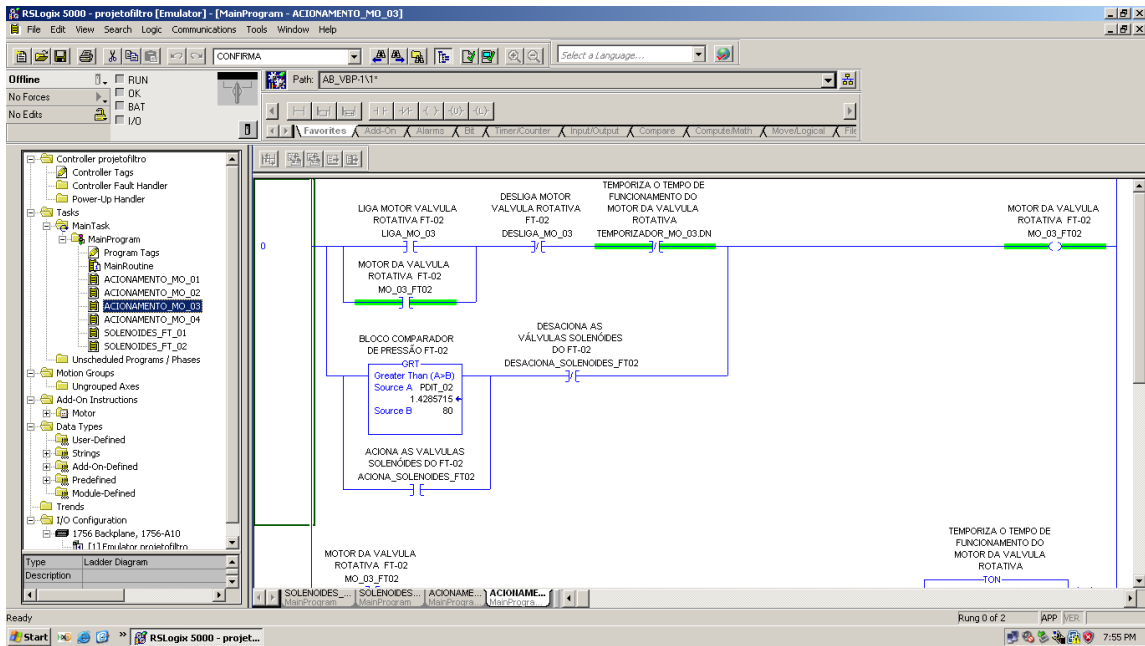 RSLogix 5000 - projetofiltro [Emulator] - [MainProgram - ACIONAMENTO_MO_03]
File Edit View Search Logic Communications Tools Window Help
CONFIRMA
Select a Language...
Offline
RUN
Path: AB_VBP-1\1*
No Forces
OK
No Edits
BAT
I/O
Favorites Add-On Alarms Bit Timer/Counter Input/Output Compare Compute/Math Move/Logical File
Controller projetofiltro
Controller Tags
Controller Fault Handler
Power-Up Handler
Tasks
MainTask
MainProgram
Program Tags
MainRoutine
ACIONAMENTO_MO_01
ACIONAMENTO_MO_02
ACIONAMENTO_MO_03
ACIONAMENTO_MO_04
SOLENOIDES_FT_01
SOLENOIDES_FT_02
Unscheduled Programs / Phases
Motion Groups
Ungrouped Axes
Add-On Instructions
Motor
Data Types
User-Defined
Strings
Add-On-Defined
Predefined
Module-Defined
Trends
I/O Configuration
1756 Backplane, 1756-A10
[1] Emulator projetofiltro
Type Ladder Diagram
Description
0
LIGA MOTOR VALVULA
ROTATIVA FT-02
LIGA_MO_03
DESLIGA MOTOR
VALVULA ROTATIVA
FT-02
DESLIGA_MO_03
TEMPORIZA O TEMPO DE
FUNCIONAMENTO DO
MOTOR DA VALVULA
ROTATIVA
TEMPORIZADOR_MO_03.DN
MOTOR DA VALVULA
ROTATIVA FT-02
MO_03_FT02
MOTOR DA VALVULA
ROTATIVA FT-02
MO_03_FT02
BLOCO COMPARADOR
DE PRESSÃO FT-02
GRT
Greater Than (A>B)
Source A PDIT_02
1.4285715
Source B 80
DESACIONA AS
VÁLVULAS SOLENÓIDES
DO FT-02
DESACIONA_SOLENOIDES_FT02
ACIONA AS VALVULAS
SOLENÓIDES DO FT-02
ACIONA_SOLENOIDES_FT02
MOTOR DA VALVULA
ROTATIVA FT-02
MO_03_FT02
TEMPORIZA O TEMPO DE
FUNCIONAMENTO DO
MOTOR DA VALVULA
ROTATIVA
TON
SOLENOIDES_... SOLENOIDES... ACIONAME... ACIONAME...
MainProgram MainProgram MainProgra... MainProgra...
Ready
Rung 0 of 2 APP VER
Start RSLogix 5000 - projet... 7:55 PM